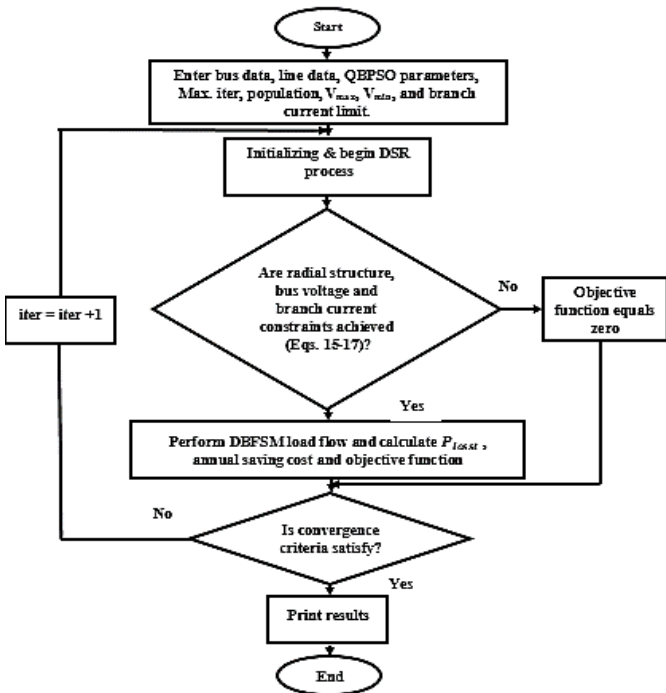 Start
Enter bus data, line data, QBPSO parameters,
Max. iter, population, Vmax, Vmin, and branch
current limit.
Initializing & begin DSR
process
Are radial structure,
bus voltage and
branch current
constraints achieved
(Eqs. 15-17)?
No
Objective
function equals
zero
iter = iter +1
Yes
Perform DBFSM load flow and calculate Plosst ,
annual saving cost and objective function
No
Is convergence
criteria satisfy?
Yes
Print results
End